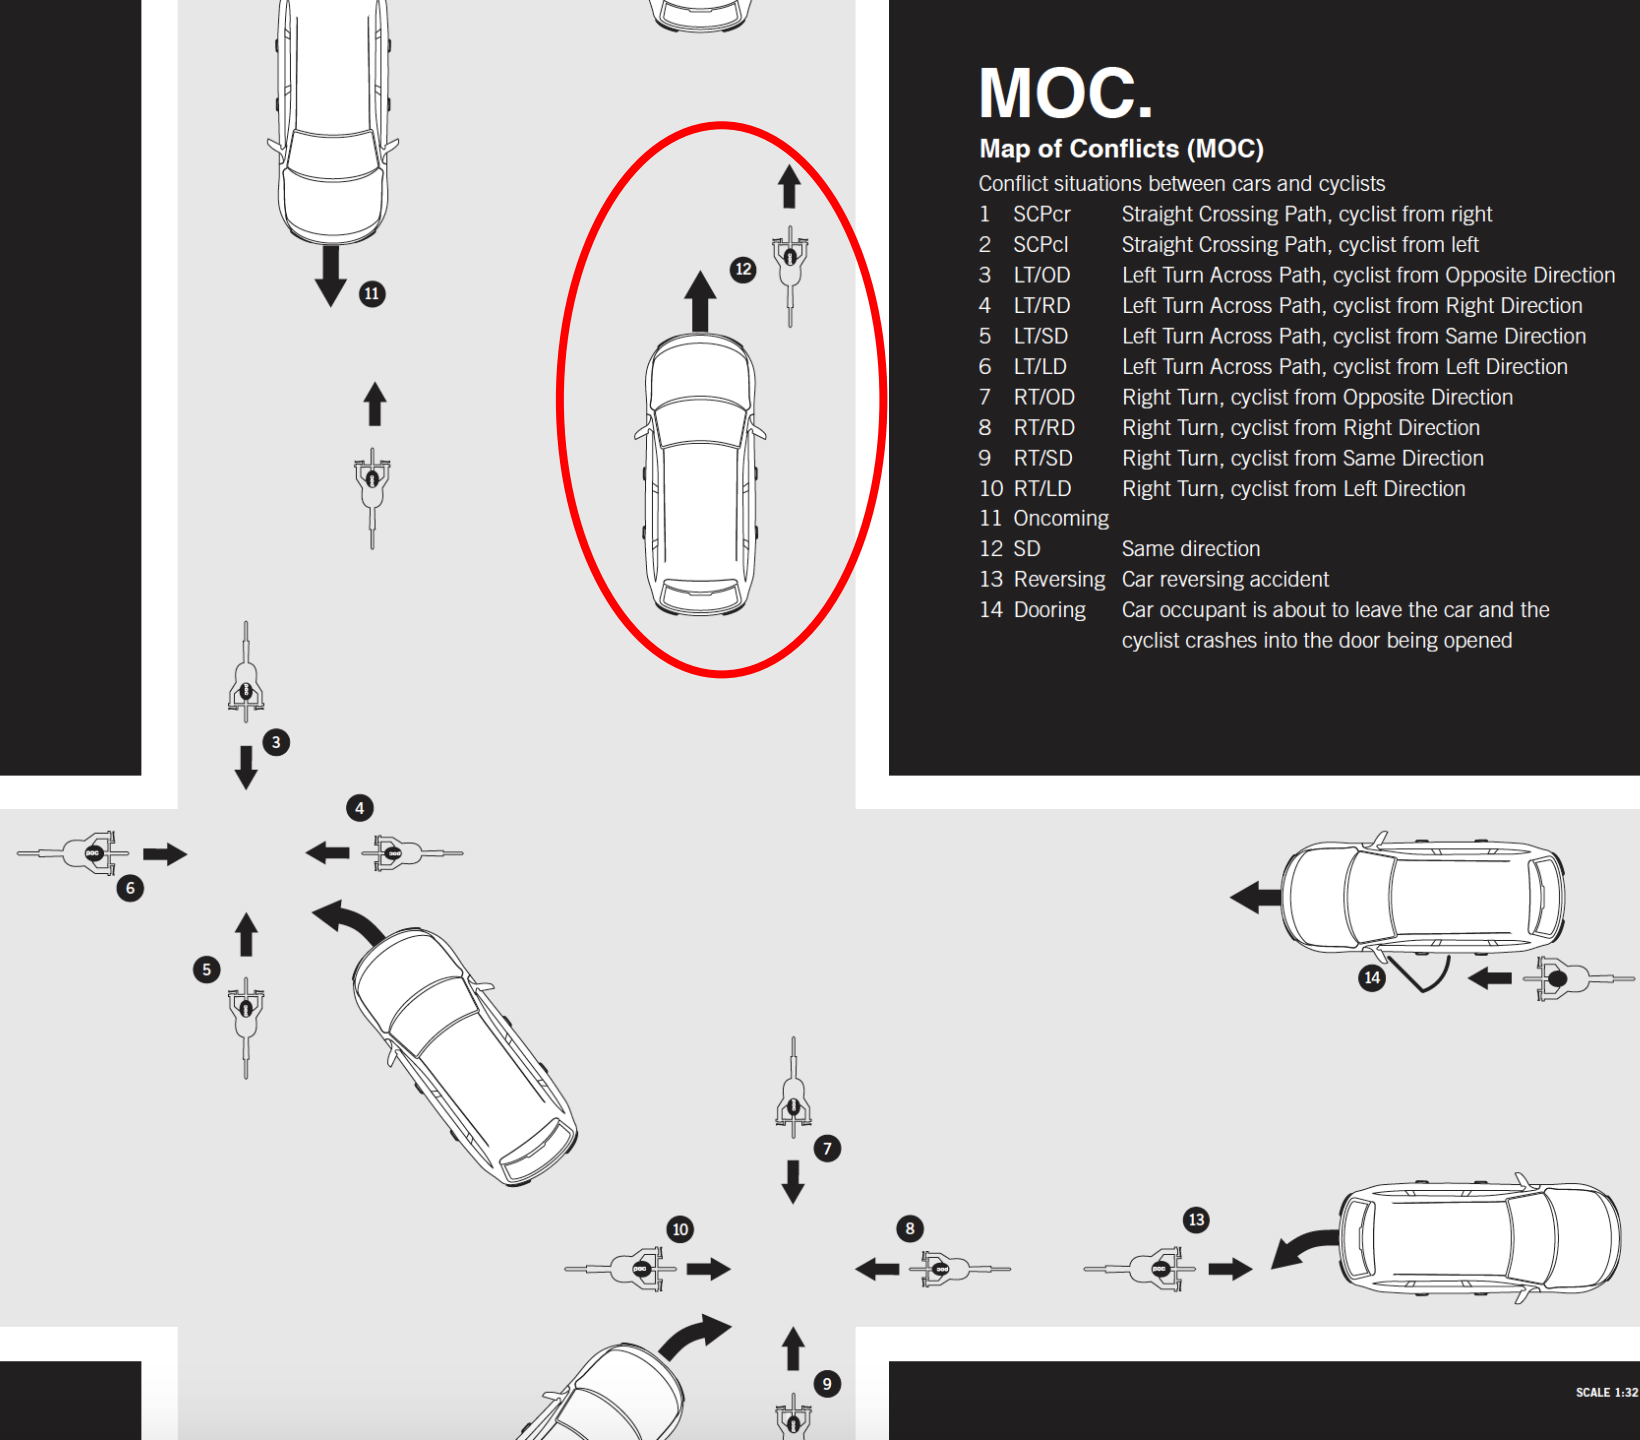 MOC.
Map of Conflicts (MOC)
Conflict situations between cars and cyclists
1 SCPcr Straight Crossing Path, cyclist from right
2 SCPcl Straight Crossing Path, cyclist from left
3 LT/OD Left Turn Across Path, cyclist from Opposite Direction
4 LT/RD Left Turn Across Path, cyclist from Right Direction
5 LT/SD Left Turn Across Path, cyclist from Same Direction
6 LT/LD Left Turn Across Path, cyclist from Left Direction
7 RT/OD Right Turn, cyclist from Opposite Direction
8 RT/RD Right Turn, cyclist from Right Direction
9 RT/SD Right Turn, cyclist from Same Direction
10 RT/LD Right Turn, cyclist from Left Direction
11 Oncoming
12 SD Same direction
13 Reversing Car reversing accident
14 Dooring Car occupant is about to leave the car and the
cyclist crashes into the door being opened
12
11
3
4
6
5
14
7
10
8
13
9
SCALE 1:32